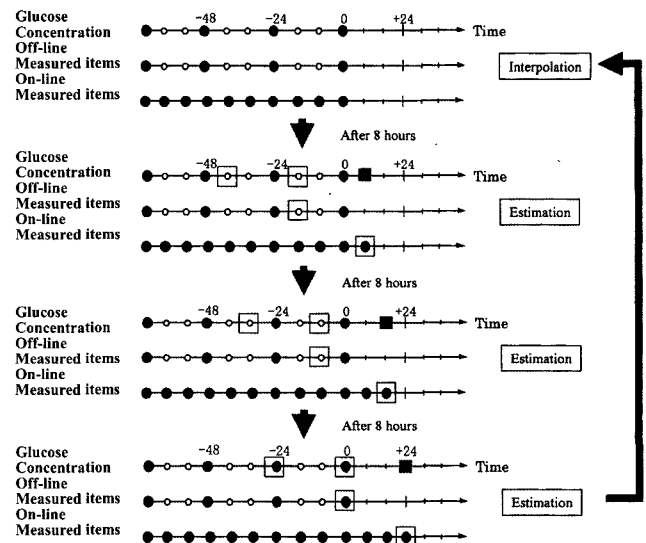 Glucose
Concentration
Off-line
Measured items
On-line
Measured items
-48 -24 0 +24
Time
Interpolation
After 8 hours
Glucose
Concentration
Off-line
Measured items
On-line
Measured items
-48 -24 0 +24
Time
Estimation
After 8 hours
Glucose
Concentration
Off-line
Measured items
On-line
Measured items
-48 -24 0 +24
Time
Estimation
After 8 hours
Glucose
Concentration
Off-line
Measured items
On-line
Measured items
-48 -24 0 +24
Time
Estimation